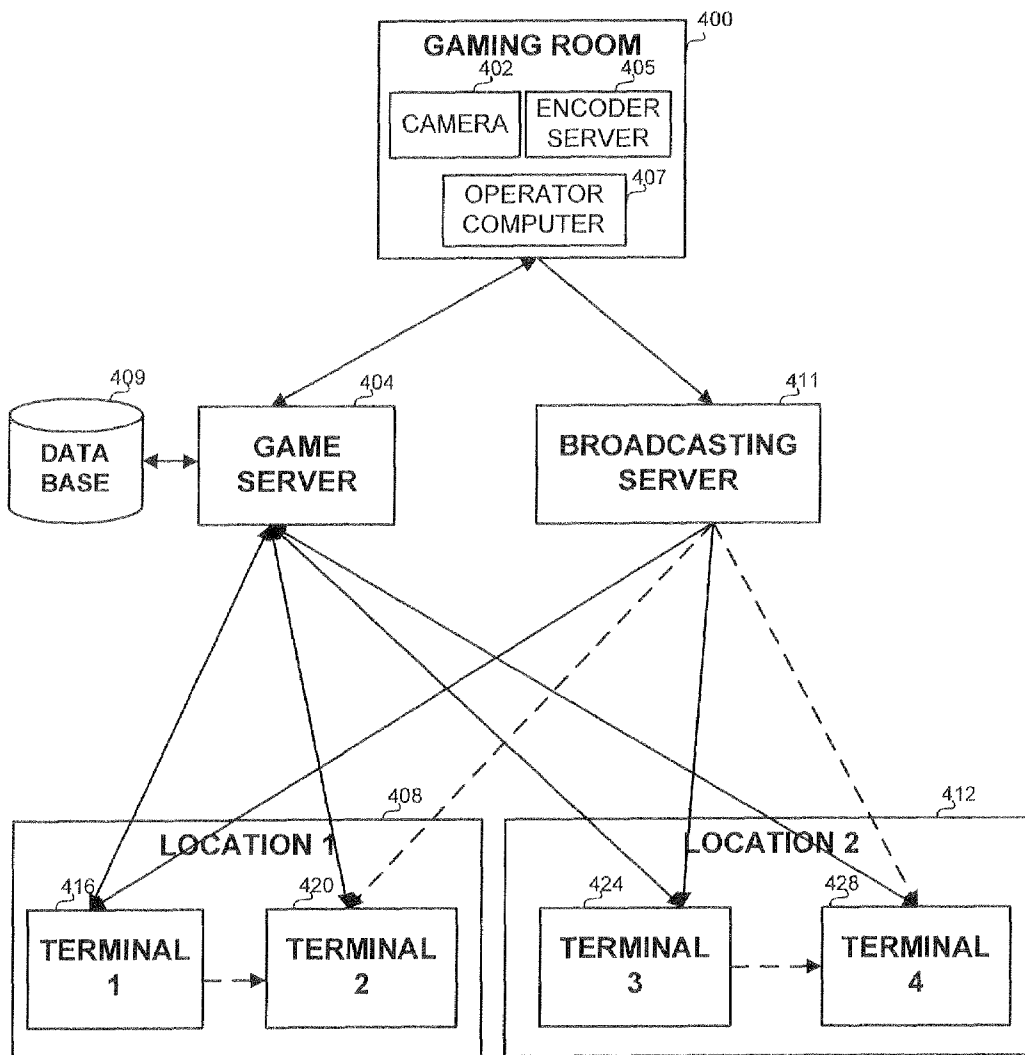 400
GAMING ROOM
402
405
CAMERA
ENCODER
SERVER
407
OPERATOR
COMPUTER
409
DATA
BASE
404
GAME
SERVER
411
BROADCASTING
SERVER
408
LOCATION 1
416
TERMINAL
1
420
TERMINAL
2
412
LOCATION 2
424
TERMINAL
3
428
TERMINAL
4